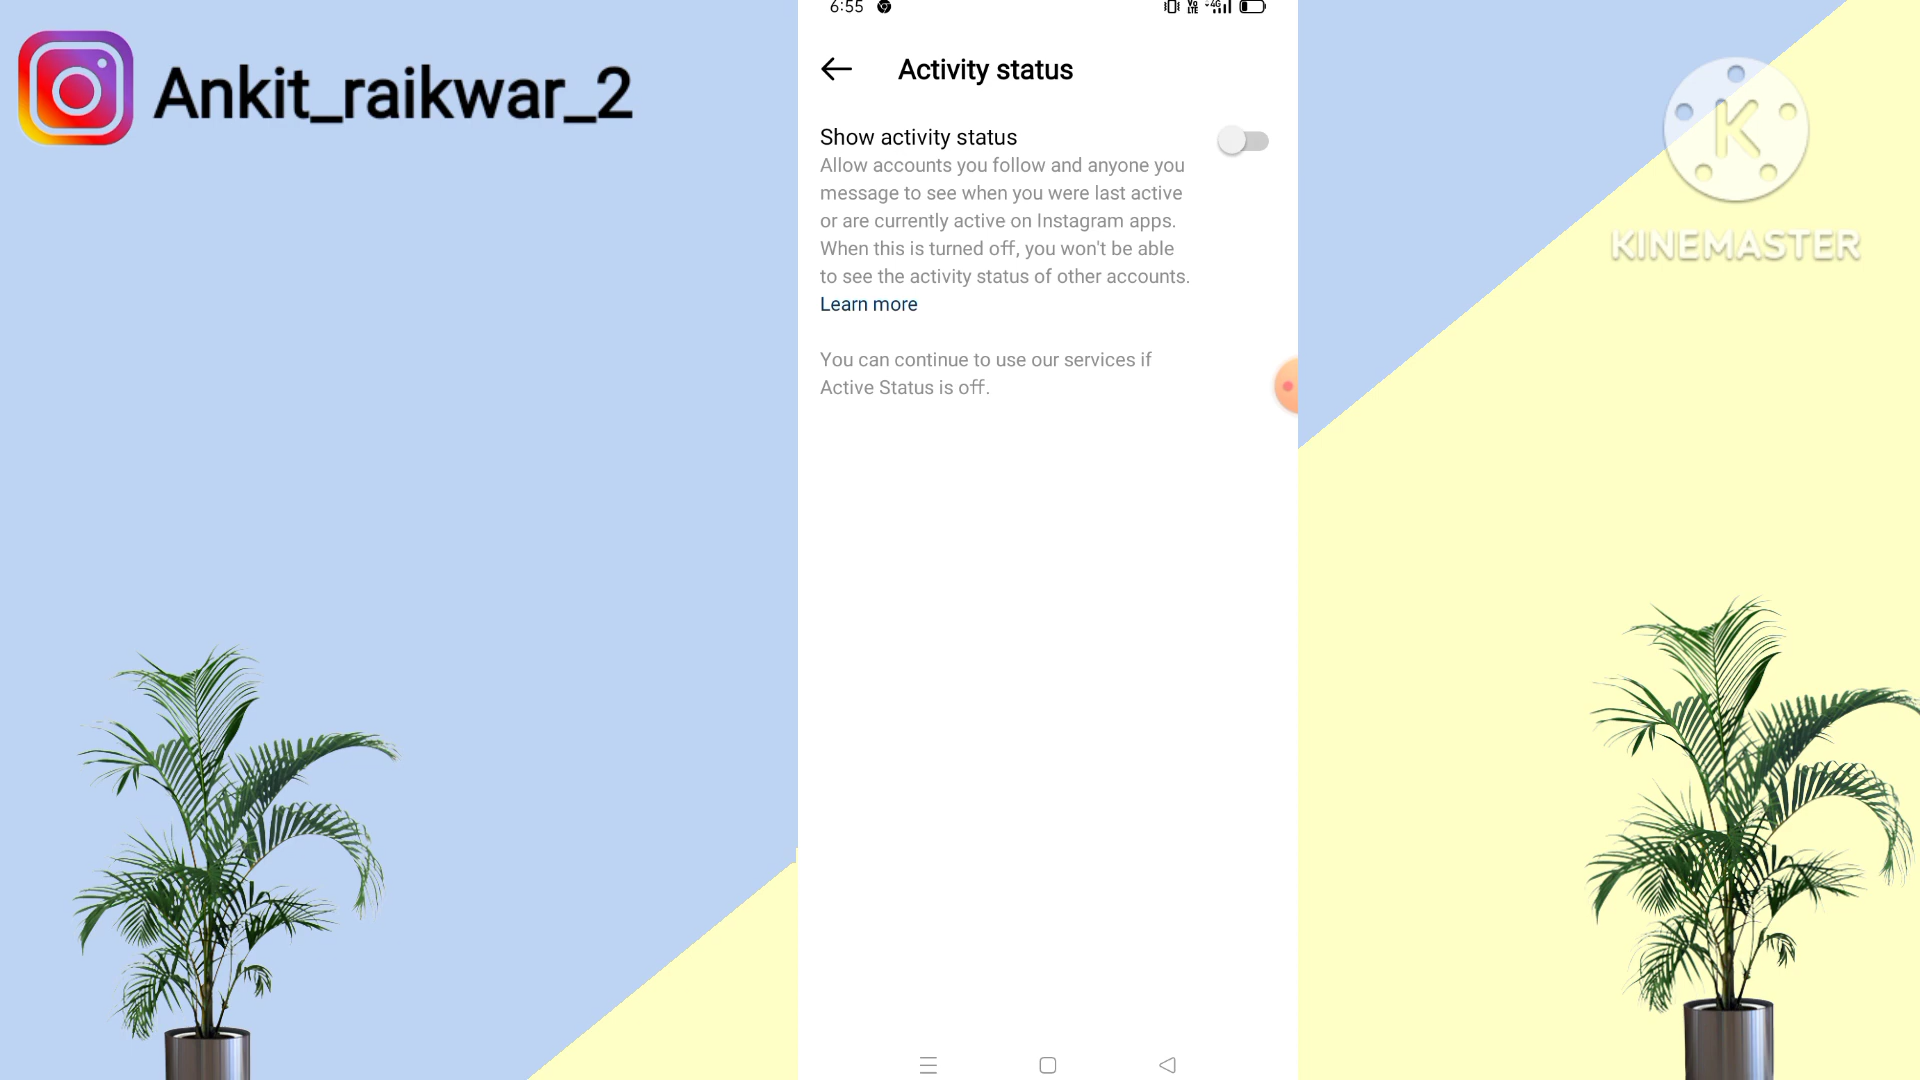 6:55
VO
LTE
4G
Ankit_raikwar_2
Activity status
K
KINEMASTER
Show activity status
Allow accounts you follow and anyone you
message to see when you were last active
or are currently active on Instagram apps.
When this is turned off, you won't be able
to see the activity status of other accounts.
Learn more
You can continue to use our services if
Active Status is off.